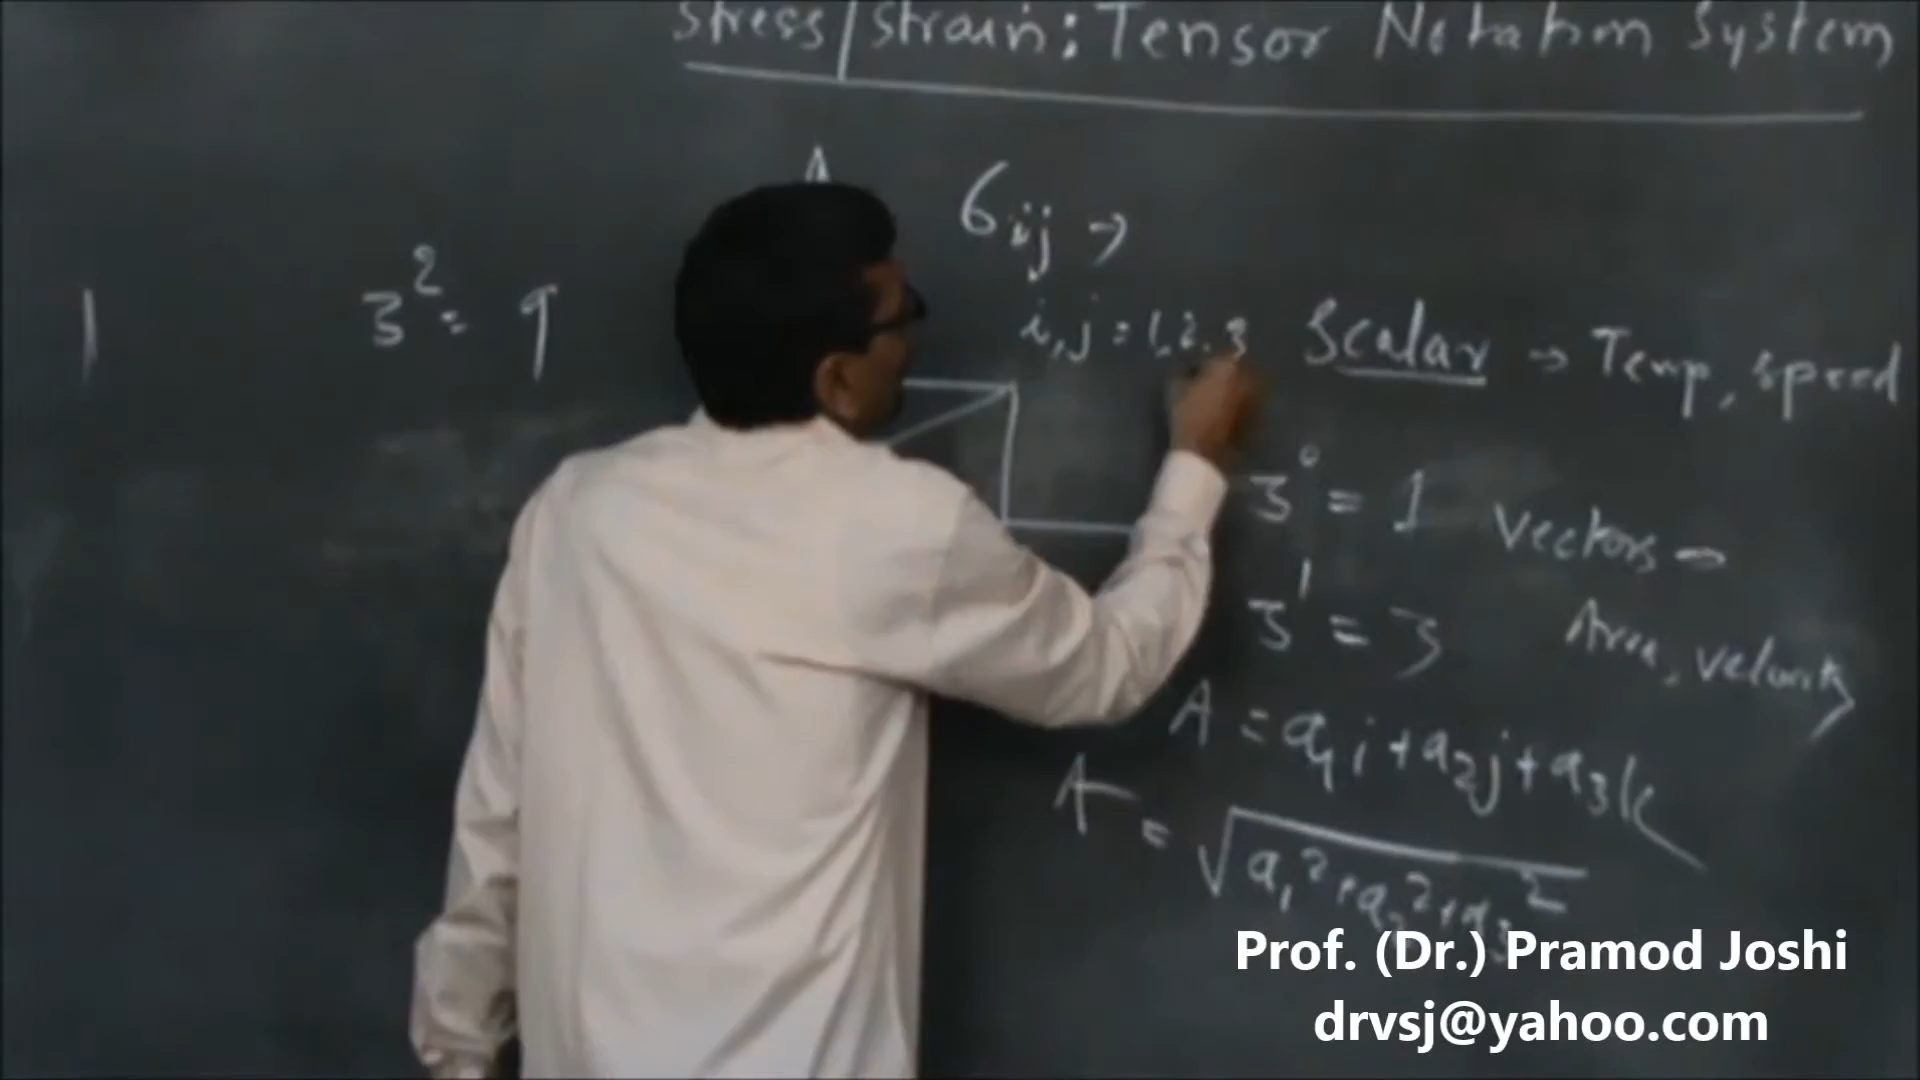 Stress/Strain: Tensor Notation System
6ij →
i,j = 1,2,3
Scalar → Temp, speed
1
3² = 9
3⁰ = 1
Vectors →
3¹ = 3
Area, velocity
A = a₁i + a₂j + a₃k
A = √a₁² + a₂² + a₃²
Prof. (Dr.) Pramod Joshi
drvsj@yahoo.com